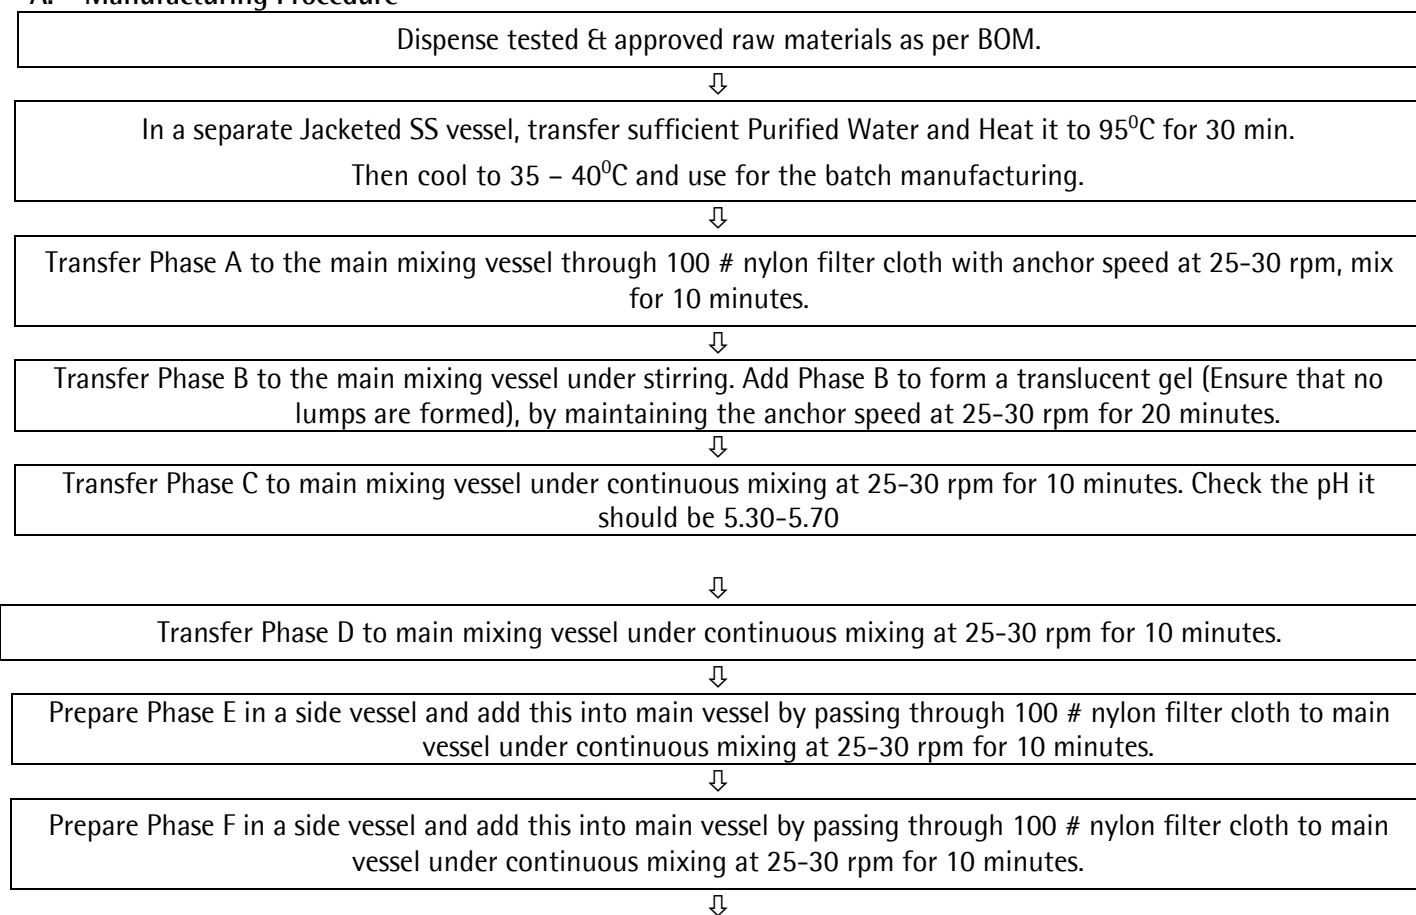 A. Manufacturing Procedure
Dispense tested & approved raw materials as per BOM.
⇩
In a separate Jacketed SS vessel, transfer sufficient Purified Water and Heat it to 95⁰C for 30 min.
Then cool to 35 – 40⁰C and use for the batch manufacturing.
⇩
Transfer Phase A to the main mixing vessel through 100 # nylon filter cloth with anchor speed at 25-30 rpm, mix
for 10 minutes.
⇩
Transfer Phase B to the main mixing vessel under stirring. Add Phase B to form a translucent gel (Ensure that no
lumps are formed), by maintaining the anchor speed at 25-30 rpm for 20 minutes.
⇩
Transfer Phase C to main mixing vessel under continuous mixing at 25-30 rpm for 10 minutes. Check the pH it
should be 5.30-5.70
⇩
Transfer Phase D to main mixing vessel under continuous mixing at 25-30 rpm for 10 minutes.
⇩
Prepare Phase E in a side vessel and add this into main vessel by passing through 100 # nylon filter cloth to main
vessel under continuous mixing at 25-30 rpm for 10 minutes.
⇩
Prepare Phase F in a side vessel and add this into main vessel by passing through 100 # nylon filter cloth to main
vessel under continuous mixing at 25-30 rpm for 10 minutes.
⇩